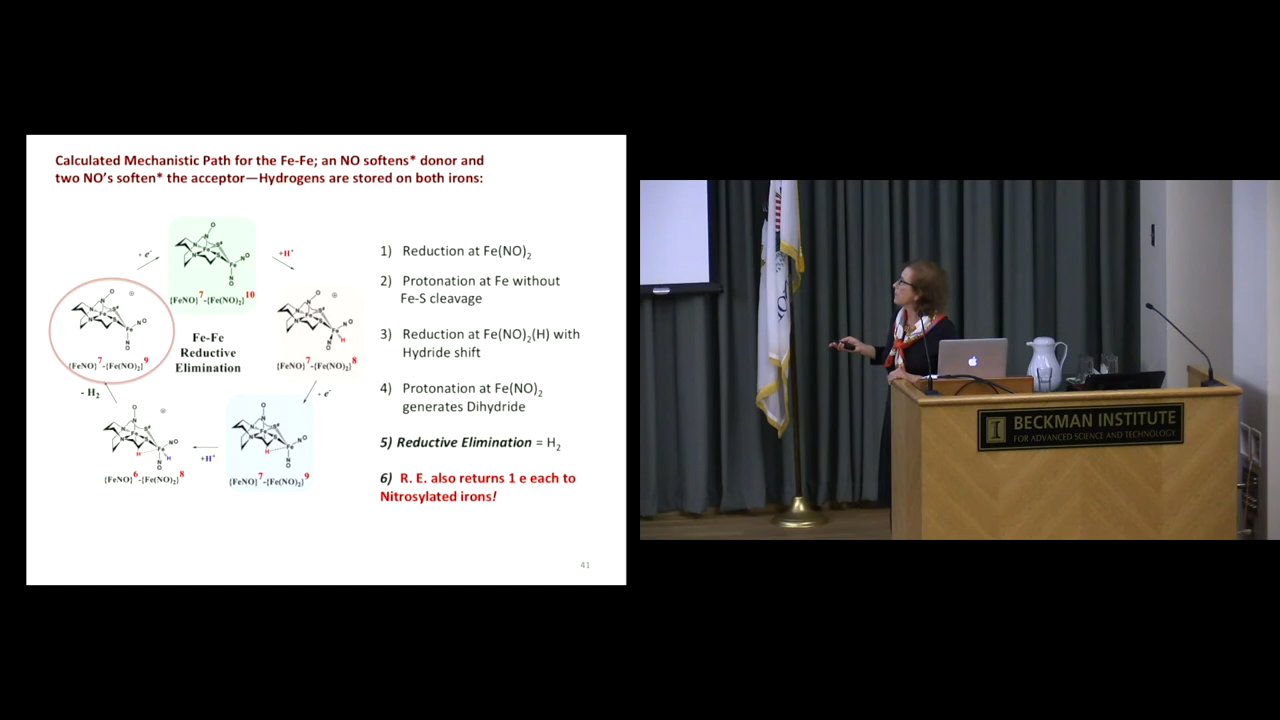 Calculated Mechanistic Path for the Fe-Fe; an NO softens* donor and
two NO's soften* the acceptor—Hydrogens are stored on both irons:
{FeNO}7-{Fe(NO)2}10
+H+
{FeNO}7-{Fe(NO)2}9
Fe-Fe
Reductive
Elimination
{FeNO}7-{Fe(NO)2}8
- H2
{FeNO}6-{Fe(NO)2}8
+H+
{FeNO}7-{Fe(NO)2}9
1) Reduction at Fe(NO)2
2) Protonation at Fe without
Fe-S cleavage
3) Reduction at Fe(NO)2(H) with
Hydride shift
4) Protonation at Fe(NO)2
generates Dihydride
5) Reductive Elimination = H2
6) R. E. also returns 1 e each to
Nitrosylated irons!
41
I
BECKMAN INSTITUTE
FOR ADVANCED SCIENCE AND TECHNOLOGY